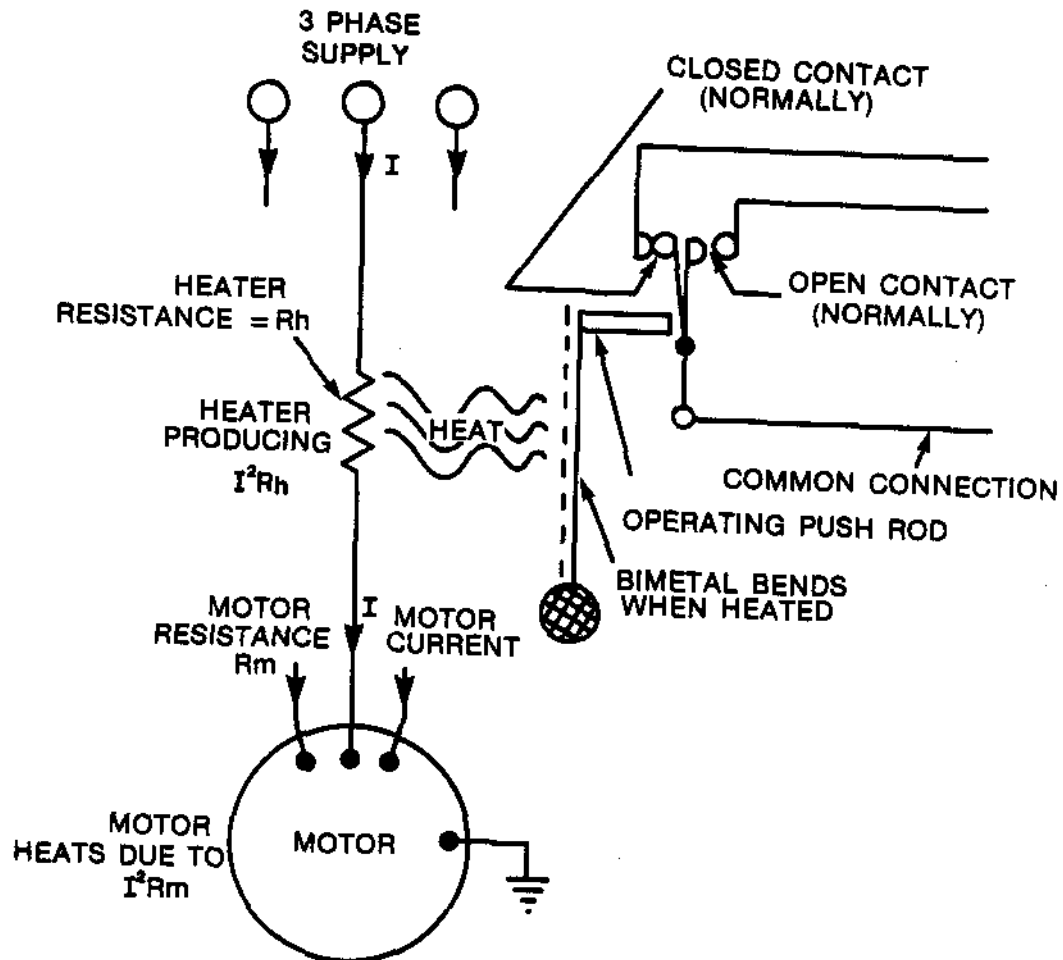 3 PHASE
SUPPLY
CLOSED CONTACT
(NORMALLY)
I
HEATER
RESISTANCE = Rh
OPEN CONTACT
(NORMALLY)
HEATER
PRODUCING
I²Rh
HEAT
COMMON CONNECTION
OPERATING PUSH ROD
BIMETAL BENDS
WHEN HEATED
MOTOR
RESISTANCE
Rm
I
MOTOR
CURRENT
MOTOR
HEATS DUE TO
I²Rm
MOTOR